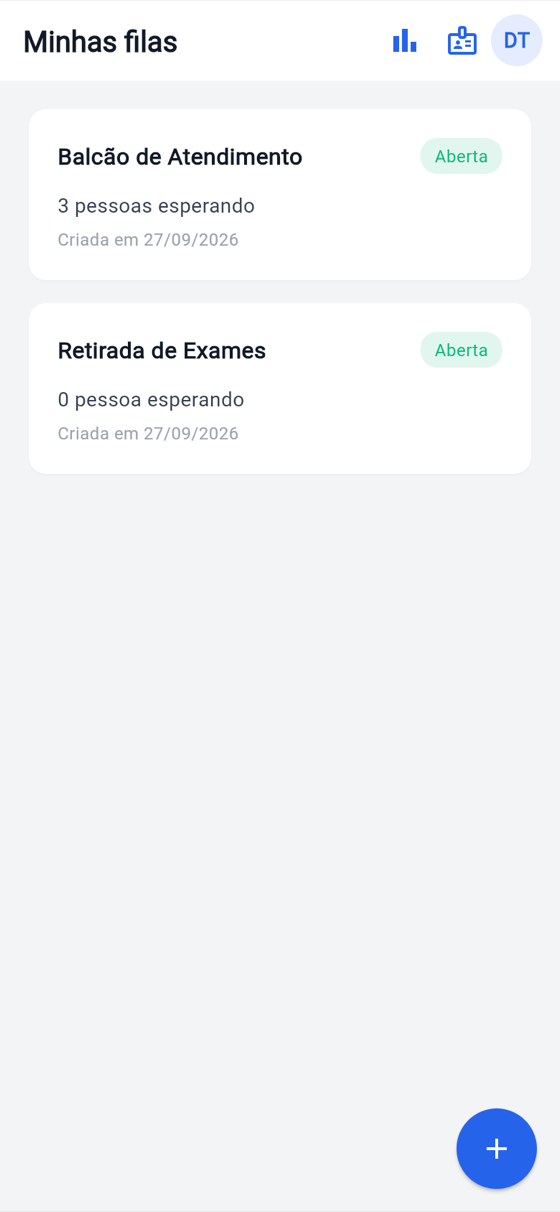 Minhas filas
DT
Balcão de Atendimento
Aberta
3 pessoas esperando
Criada em 27/09/2026
Retirada de Exames
Aberta
0 pessoa esperando
Criada em 27/09/2026
+